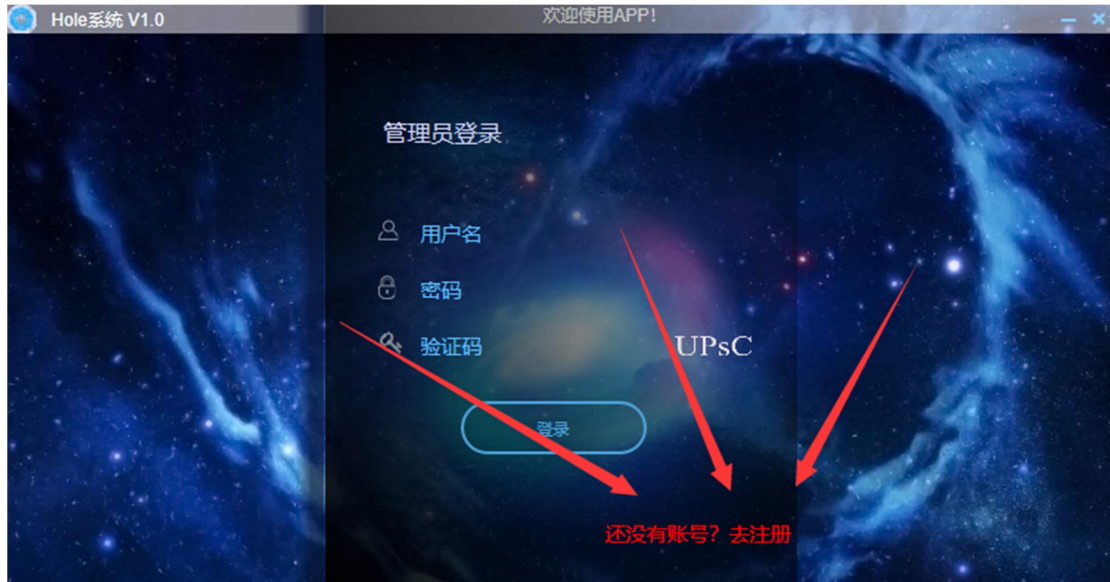 Hole系统 V1.0
欢迎使用APP!
管理员登录
用户名
密码
验证码
UPsC
登录
还没有账号？去注册